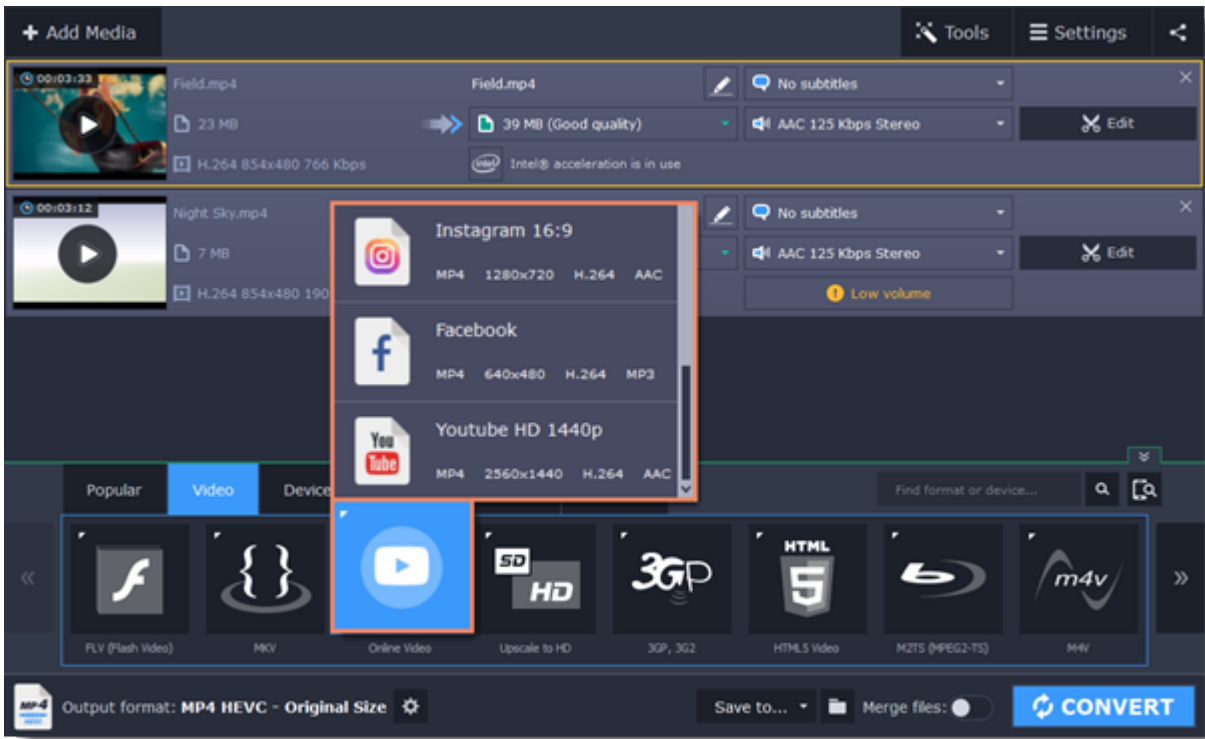 Add Media
Tools
Settings
00:03:33
Field.mp4
Field.mp4
No subtitles
23 MB
39 MB (Good quality)
AAC 125 Kbps Stereo
Edit
H.264 854x480 766 Kbps
intel
Intel® acceleration is in use
00:03:12
Night Sky.mp4
No subtitles
7 MB
AAC 125 Kbps Stereo
Edit
H.264 854x480 190
Low volume
Instagram 16:9
MP4 1280x720 H.264 AAC
Facebook
MP4 640x480 H.264 MP3
You
Tube
Youtube HD 1440p
MP4 2560x1440 H.264 AAC
Popular
Video
Device
Find format or device...
SD
HD
3GP
HTML
5
m4v
FLV (Flash Video)
MKV
Online Video
Upscale to HD
3GP, 3G2
HTML5 Video
M2TS (MPEG2-TS)
M4V
MP4
HEVC
Output format: MP4 HEVC - Original Size
Save to...
Merge files:
CONVERT